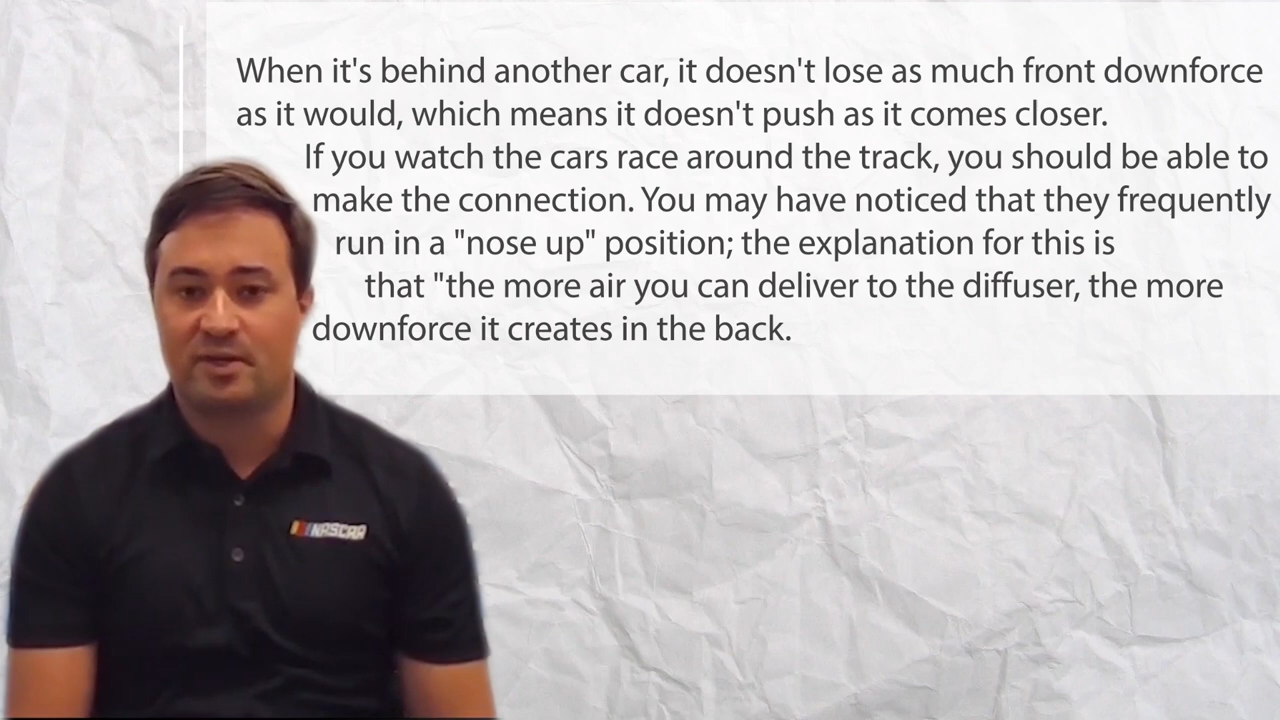 When it's behind another car, it doesn't lose as much front downforce
as it would, which means it doesn't push as it comes closer.
If you watch the cars race around the track, you should be able to
make the connection. You may have noticed that they frequently
run in a "nose up" position; the explanation for this is
that "the more air you can deliver to the diffuser, the more
downforce it creates in the back.
NASCAR